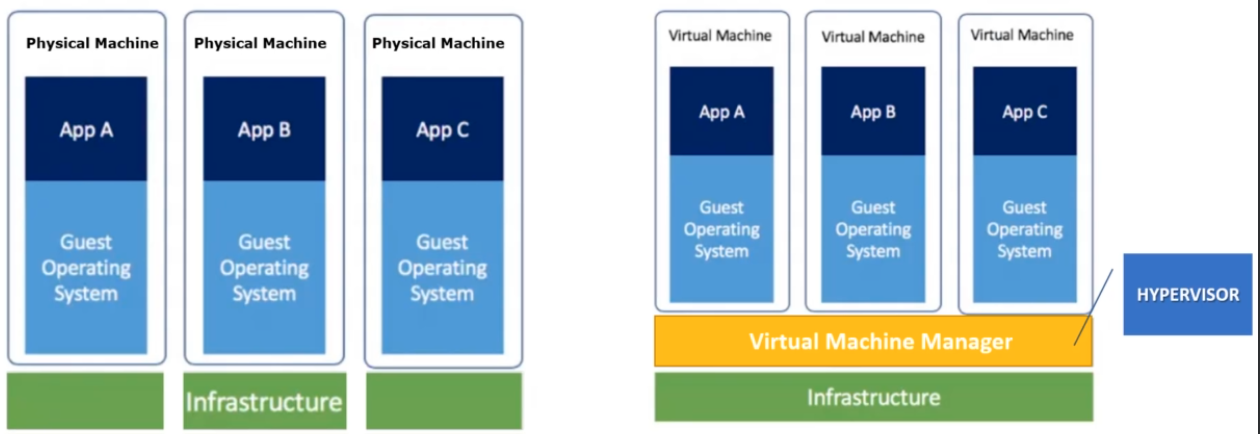 Physical Machine
App A
Guest
Operating
System
Physical Machine
App B
Guest
Operating
System
Physical Machine
App C
Guest
Operating
System
Infrastructure
Virtual Machine
App A
Guest
Operating
System
Virtual Machine
App B
Guest
Operating
System
Virtual Machine
App C
Guest
Operating
System
Virtual Machine Manager
Infrastructure
HYPERVISOR